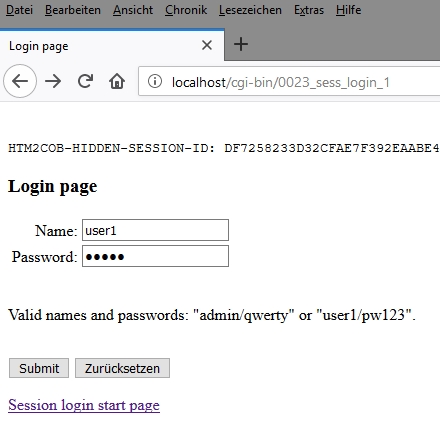 Datei Bearbeiten Ansicht Chronik Lesezeichen Extras Hilfe
Login page
localhost/cgi-bin/0023_sess_login_1
HTM2COB-HIDDEN-SESSION-ID: DF7258233D32CFAE7F392EAABE4
Login page
Name: user1
Password: •••••
Valid names and passwords: "admin/qwerty" or "user1/pw123".
Submit Zurücksetzen
Session login start page